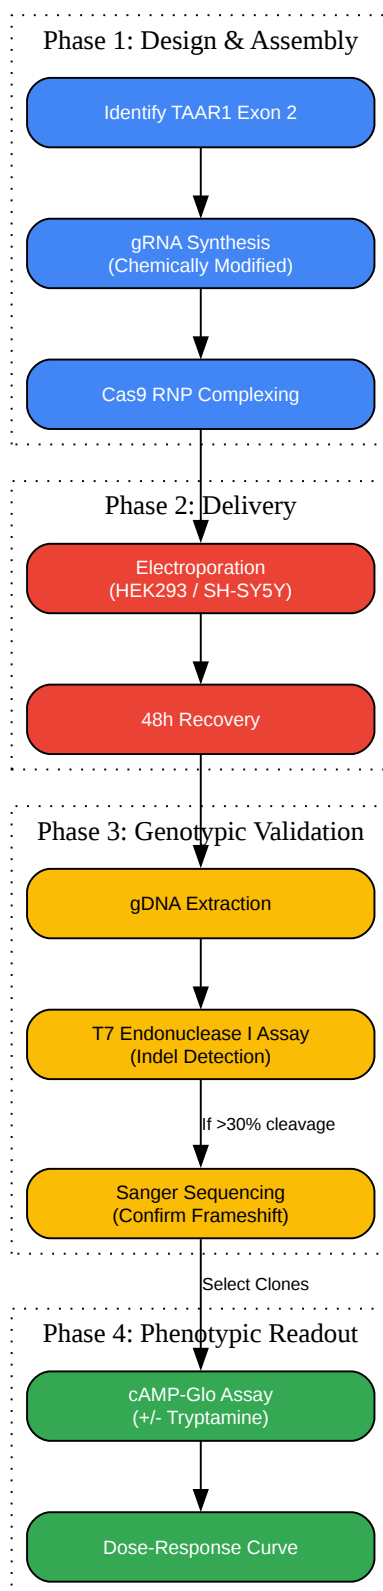 Phase 1: Design & Assembly
Identify TAAR1 Exon 2
gRNA Synthesis
(Chemically Modified)
Cas9 RNP Complexing
Phase 2: Delivery
Electroporation
(HEK293 / SH-SY5Y)
48h Recovery
Phase 3: Genotypic Validation
gDNA Extraction
T7 Endonuclease I Assay
(Indel Detection)
If >30% cleavage
Sanger Sequencing
(Confirm Frameshift)
Select Clones
Phase 4: Phenotypic Readout
cAMP-Glo Assay
(+/- Tryptamine)
Dose-Response Curve